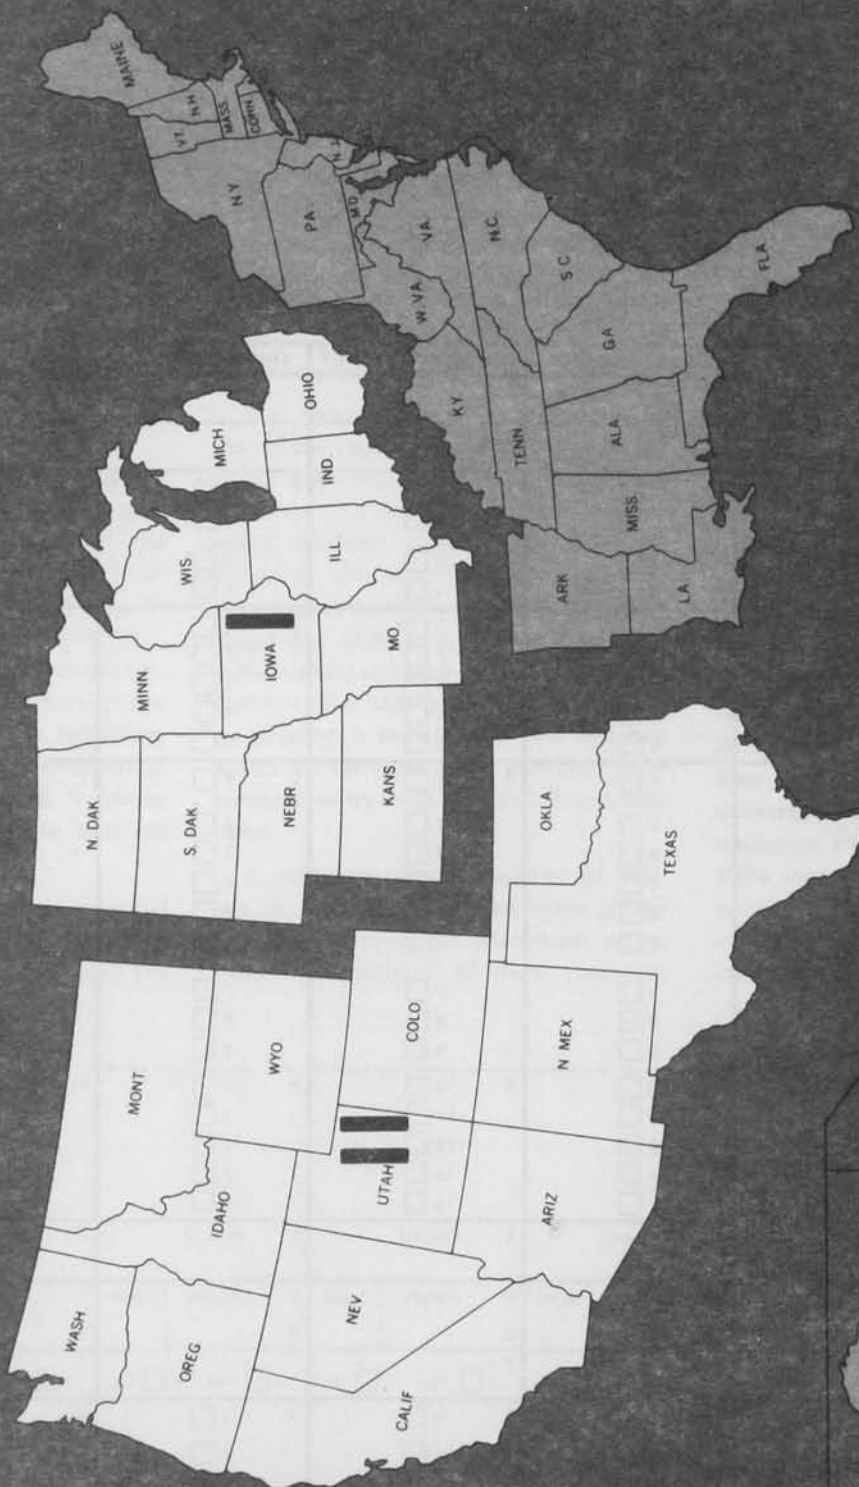 WASH.
OREG.
CALIF.
NEV.
IDAHO
MONT.
WYO.
UTAH
COLO.
ARIZ.
N. MEX.
N. DAK.
S. DAK.
NEBR.
KANS.
MINN.
IOWA
MO.
WIS.
ILL.
MICH.
IND.
OHIO
OKLA.
TEXAS
ARK.
LA.
MISS.
ALA.
TENN.
KY.
GA.
FLA.
S.C.
N.C.
VA.
W. VA.
MD.
PA.
N.J.
NY.
VT.
N.H.
MASS.
CONN.
MAINE